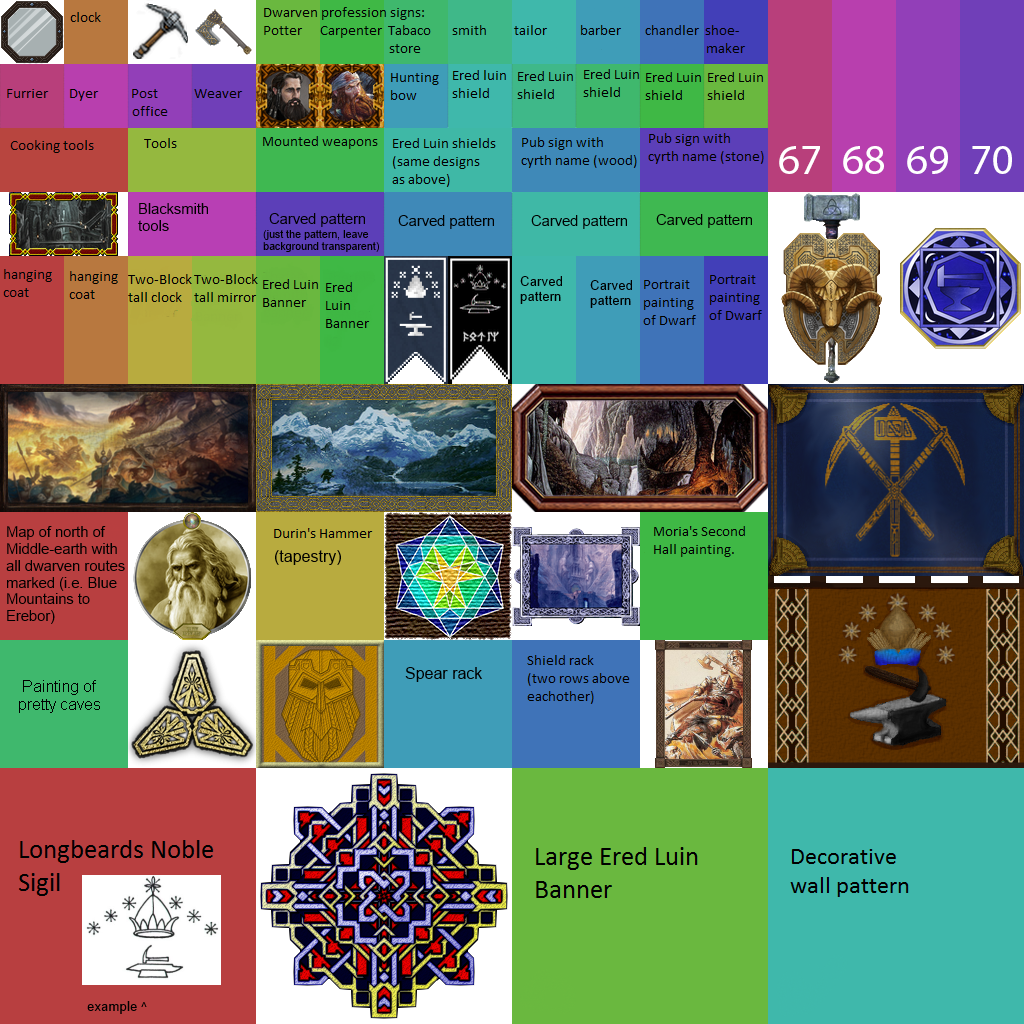 clock
Dwarven profession signs:
Potter
Carpenter
Tabaco
store
smith
tailor
barber
chandler
shoe-
maker
Furrier
Dyer
Post
office
Weaver
Hunting
bow
Ered luin
shield
Ered Luin
shield
Ered Luin
shield
Ered Luin
shield
Ered Luin
shield
67
68
69
70
Cooking tools
Tools
Mounted weapons
Ered Luin shields
(same designs
as above)
Pub sign with
cyrth name (wood)
Pub sign with
cyrth name (stone)
Blacksmith
tools
Carved pattern
(just the pattern, leave
background transparent)
Carved pattern
Carved pattern
Carved pattern
hanging
coat
hanging
coat
Two-Block
tall clock
Two-Block
tall mirror
Ered Luin
Banner
Ered
Luin
Banner
Carved
pattern
Carved
pattern
Portrait
painting
of Dwarf
Portrait
painting
of Dwarf
Map of north of
Middle-earth with
all dwarven routes
marked (i.e. Blue
Mountains to
Erebor)
Durin's Hammer
(tapestry)
Moria's Second
Hall painting.
Painting of
pretty caves
Spear rack
Shield rack
(two rows above
eachother)
Longbeards Noble
Sigil
example ^
Large Ered Luin
Banner
Decorative
wall pattern